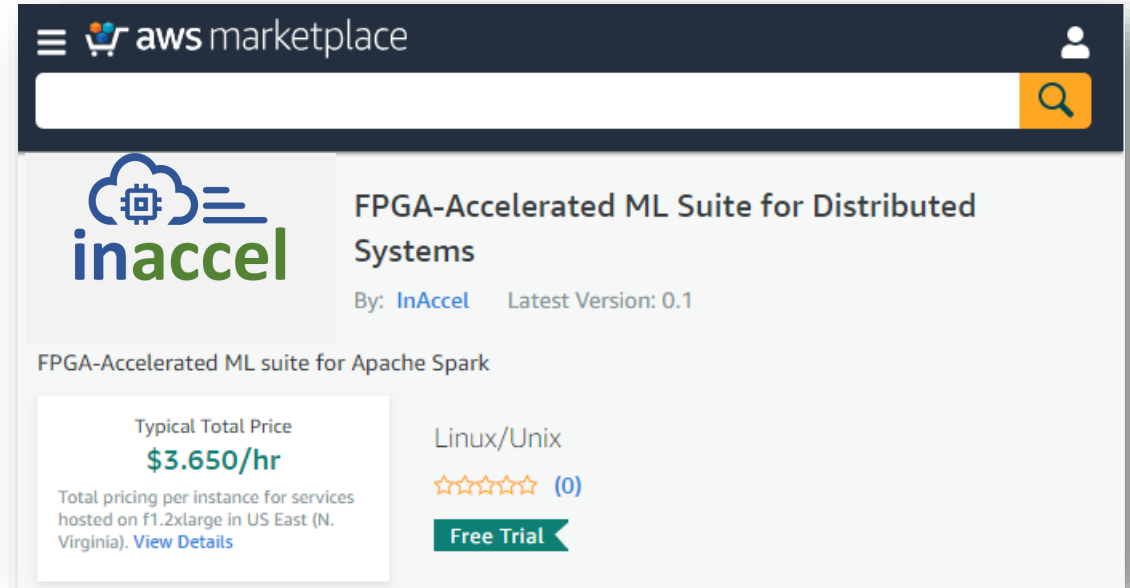 aws marketplace
inaccel
FPGA-Accelerated ML Suite for Distributed
Systems
By: InAccel Latest Version: 0.1
FPGA-Accelerated ML suite for Apache Spark
Typical Total Price
$3.650/hr
Total pricing per instance for services
hosted on f1.2xlarge in US East (N.
Virginia). View Details
Linux/Unix
(0)
Free Trial